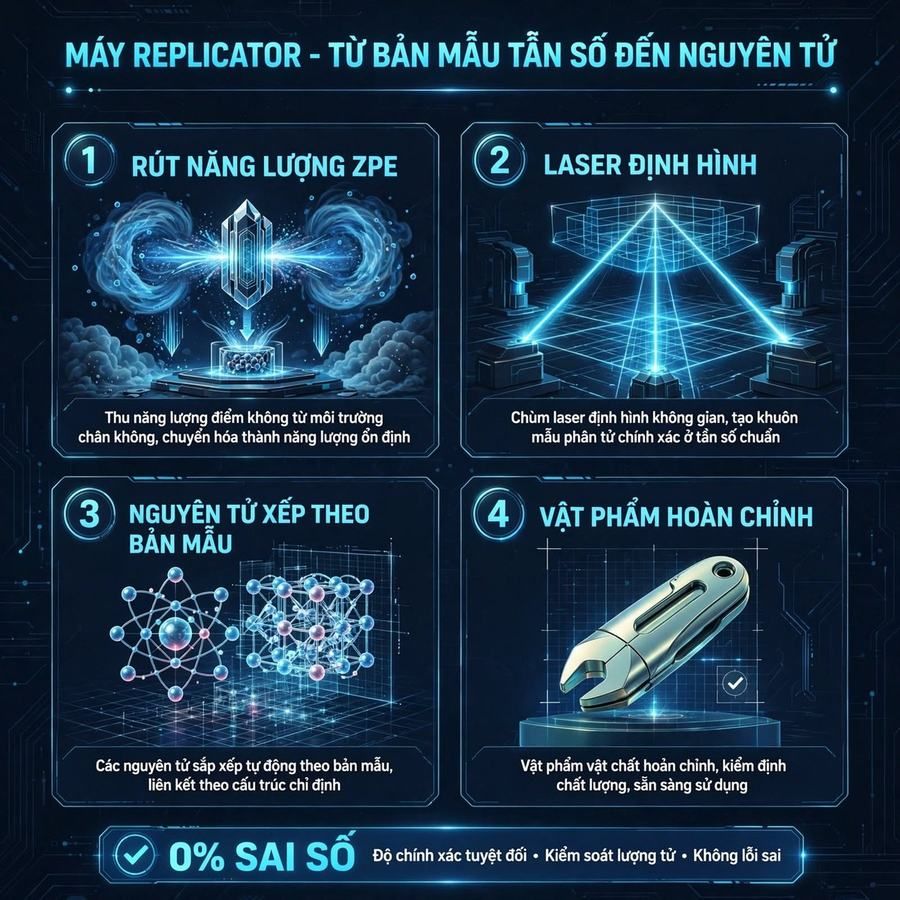 MÁY REPLICATOR - TỪ BẢN MẪU TẪN SỐ ĐẾN NGUYÊN TỬ
1
RÚT NĂNG LƯỢNG ZPE
Thu năng lượng điểm không từ môi trường
chân không, chuyển hóa thành năng lượng ổn định
2
LASER ĐỊNH HÌNH
Chùm laser định hình không gian, tạo khuôn
mẫu phân tử chính xác ở tần số chuẩn
3
NGUYÊN TỬ XẾP THEO
BẢN MẪU
Các nguyên tử sắp xếp tự động theo bản mẫu,
liên kết theo cấu trúc chỉ định
4
VẬT PHẨM HOÀN CHỈNH
Vật phẩm vật chất hoản chỉnh, kiểm định
chất lượng, sẵn sàng sử dụng
0% SAI SỐ
Độ chính xác tuyệt đối • Kiểm soát lượng tử • Không lỗi sai